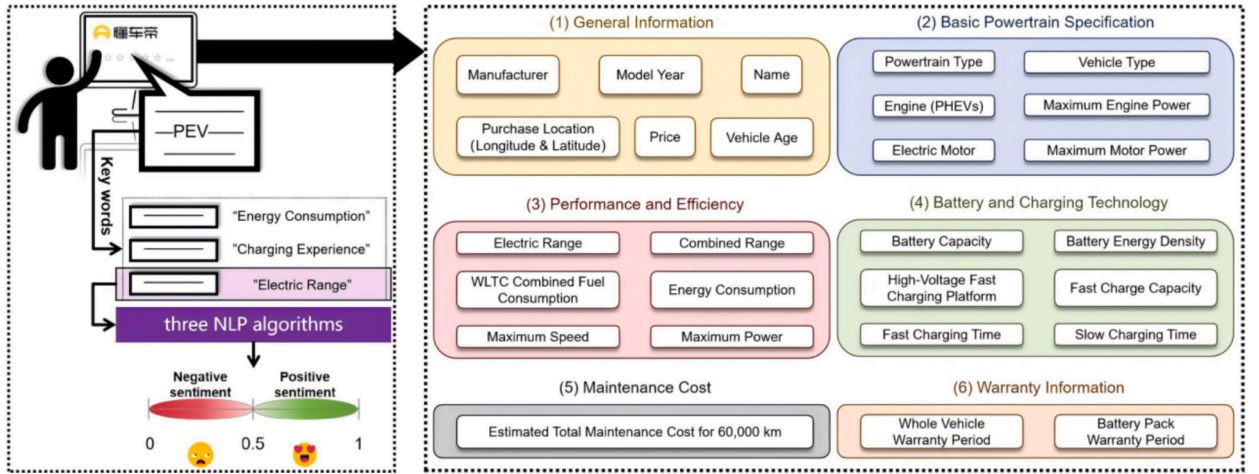 懂车帝
PEV
Key words
"Energy Consumption"
"Charging Experience"
"Electric Range"
three NLP algorithms
Negative
sentiment
Positive
sentiment
0
0.5
1
(1) General Information
Manufacturer
Model Year
Name
Purchase Location
(Longitude & Latitude)
Price
Vehicle Age
(2) Basic Powertrain Specification
Powertrain Type
Vehicle Type
Engine (PHEVs)
Maximum Engine Power
Electric Motor
Maximum Motor Power
(3) Performance and Efficiency
Electric Range
Combined Range
WLTC Combined Fuel
Consumption
Energy Consumption
Maximum Speed
Maximum Power
(4) Battery and Charging Technology
Battery Capacity
Battery Energy Density
High-Voltage Fast
Charging Platform
Fast Charge Capacity
Fast Charging Time
Slow Charging Time
(5) Maintenance Cost
Estimated Total Maintenance Cost for 60,000 km
(6) Warranty Information
Whole Vehicle
Warranty Period
Battery Pack
Warranty Period